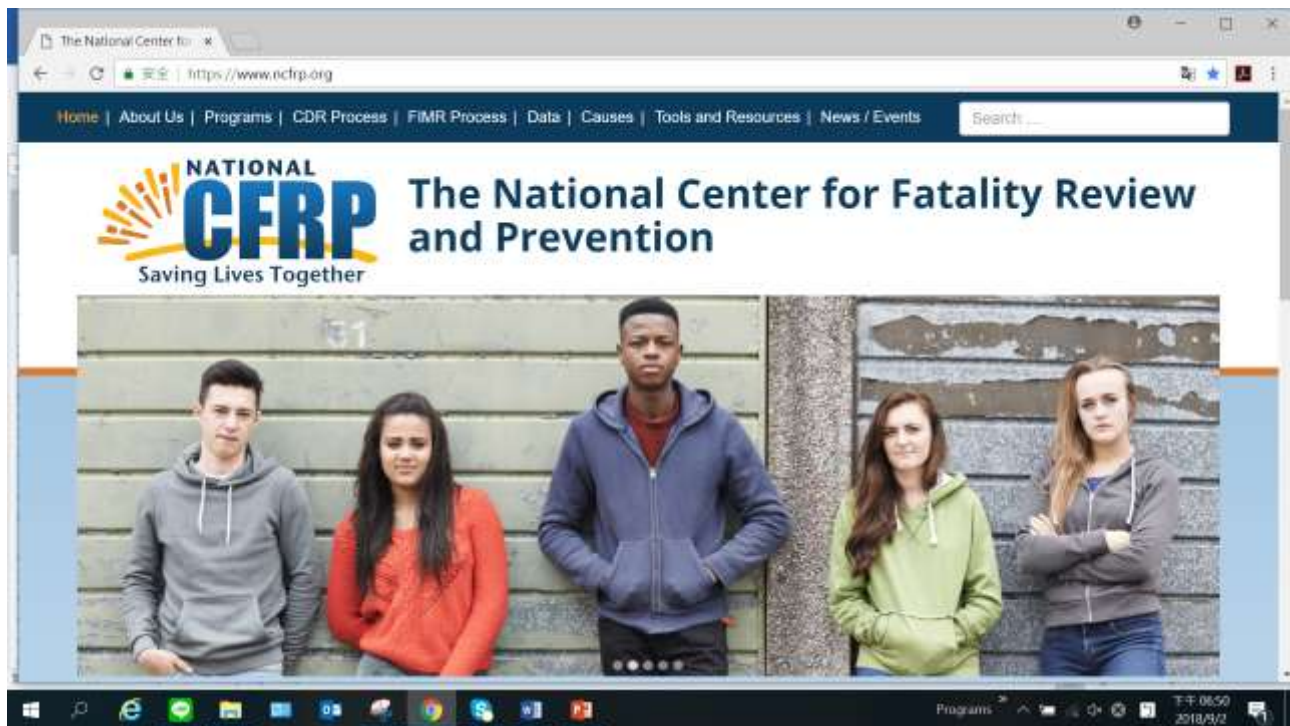 The National Center for
安全 | https://www.ncfrp.org
Home | About Us | Programs | CDR Process | FIMR Process | Data | Causes | Tools and Resources | News / Events
Search ...
NATIONAL
CFRP
Saving Lives Together
The National Center for Fatality Review
and Prevention
Programs
下午 06:50
2018/9/2